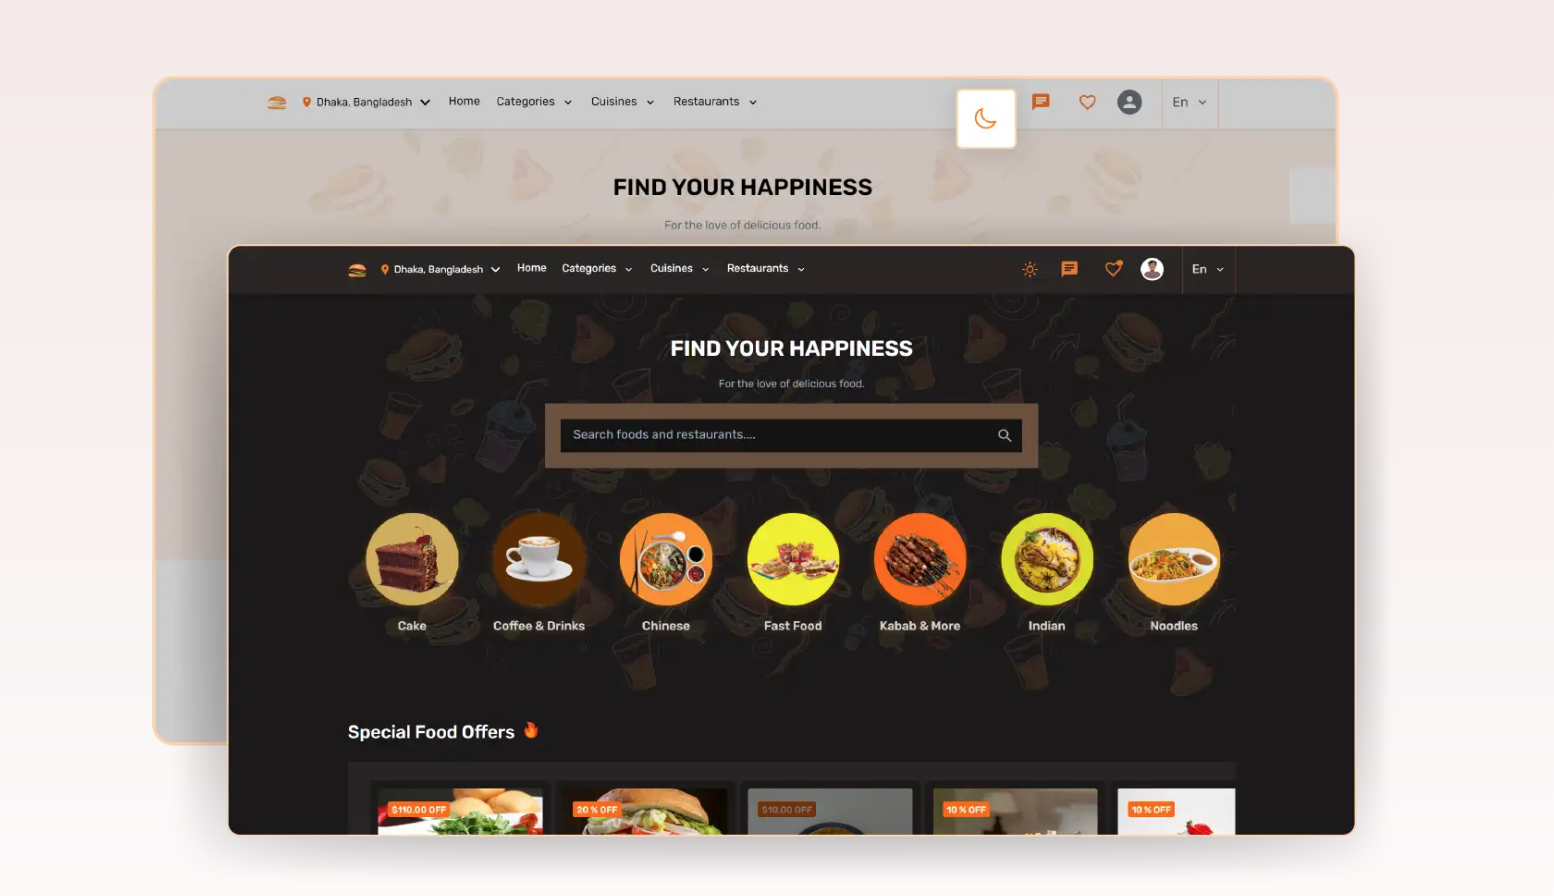 Dhaka, Bangladesh Home Categories Cuisines Restaurants En
FIND YOUR HAPPINESS
For the love of delicious food.
Dhaka, Bangladesh Home Categories Cuisines Restaurants En
FIND YOUR HAPPINESS
For the love of delicious food.
Search foods and restaurants....
Cake Coffee & Drinks Chinese Fast Food Kabab & More Indian Noodles
Special Food Offers
$110.00 OFF 20 % OFF $10.00 OFF 10 % OFF 10 % OFF